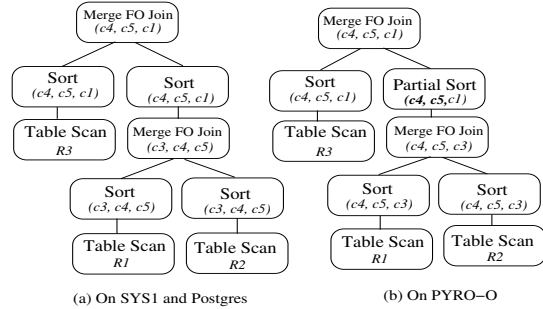 Merge FO Join
(c4, c5, c1)
Sort
(c4, c5, c1)
Sort
(c4, c5, c1)
Table Scan
R3
Merge FO Join
(c3, c4, c5)
Sort
(c3, c4, c5)
Sort
(c3, c4, c5)
Table Scan
R1
Table Scan
R2
(a) On SYS1 and Postgres
Merge FO Join
(c4, c5, c1)
Sort
(c4, c5, c1)
Partial Sort
(c4, c5,c1)
Table Scan
R3
Merge FO Join
(c4, c5, c3)
Sort
(c4, c5, c3)
Sort
(c4, c5, c3)
Table Scan
R1
Table Scan
R2
(b) On PYRO−O